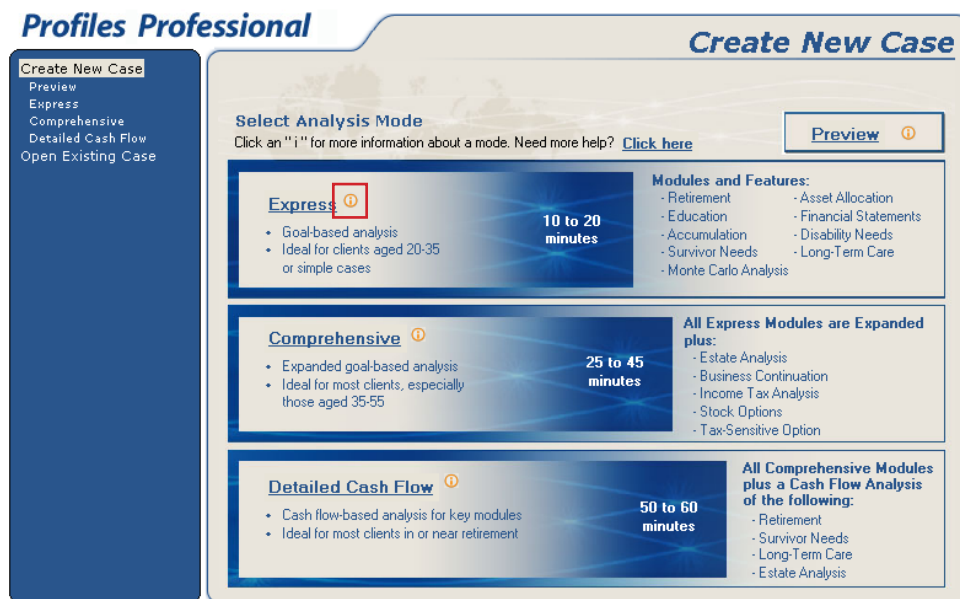 Profiles Professional
Create New Case
Create New Case
Preview
Express
Comprehensive
Detailed Cash Flow
Open Existing Case
Select Analysis Mode
Click an " i " for more information about a mode. Need more help? Click here
Preview
Express
• Goal-based analysis
• Ideal for clients aged 20-35
or simple cases
10 to 20
minutes
Modules and Features:
- Retirement
- Education
- Accumulation
- Survivor Needs
- Monte Carlo Analysis
- Asset Allocation
- Financial Statements
- Disability Needs
- Long-Term Care
Comprehensive
• Expanded goal-based analysis
• Ideal for most clients, especially
those aged 35-55
25 to 45
minutes
All Express Modules are Expanded
plus:
- Estate Analysis
- Business Continuation
- Income Tax Analysis
- Stock Options
- Tax-Sensitive Option
Detailed Cash Flow
• Cash flow-based analysis for key modules
• Ideal for most clients in or near retirement
50 to 60
minutes
All Comprehensive Modules
plus a Cash Flow Analysis
of the following:
- Retirement
- Survivor Needs
- Long-Term Care
- Estate Analysis